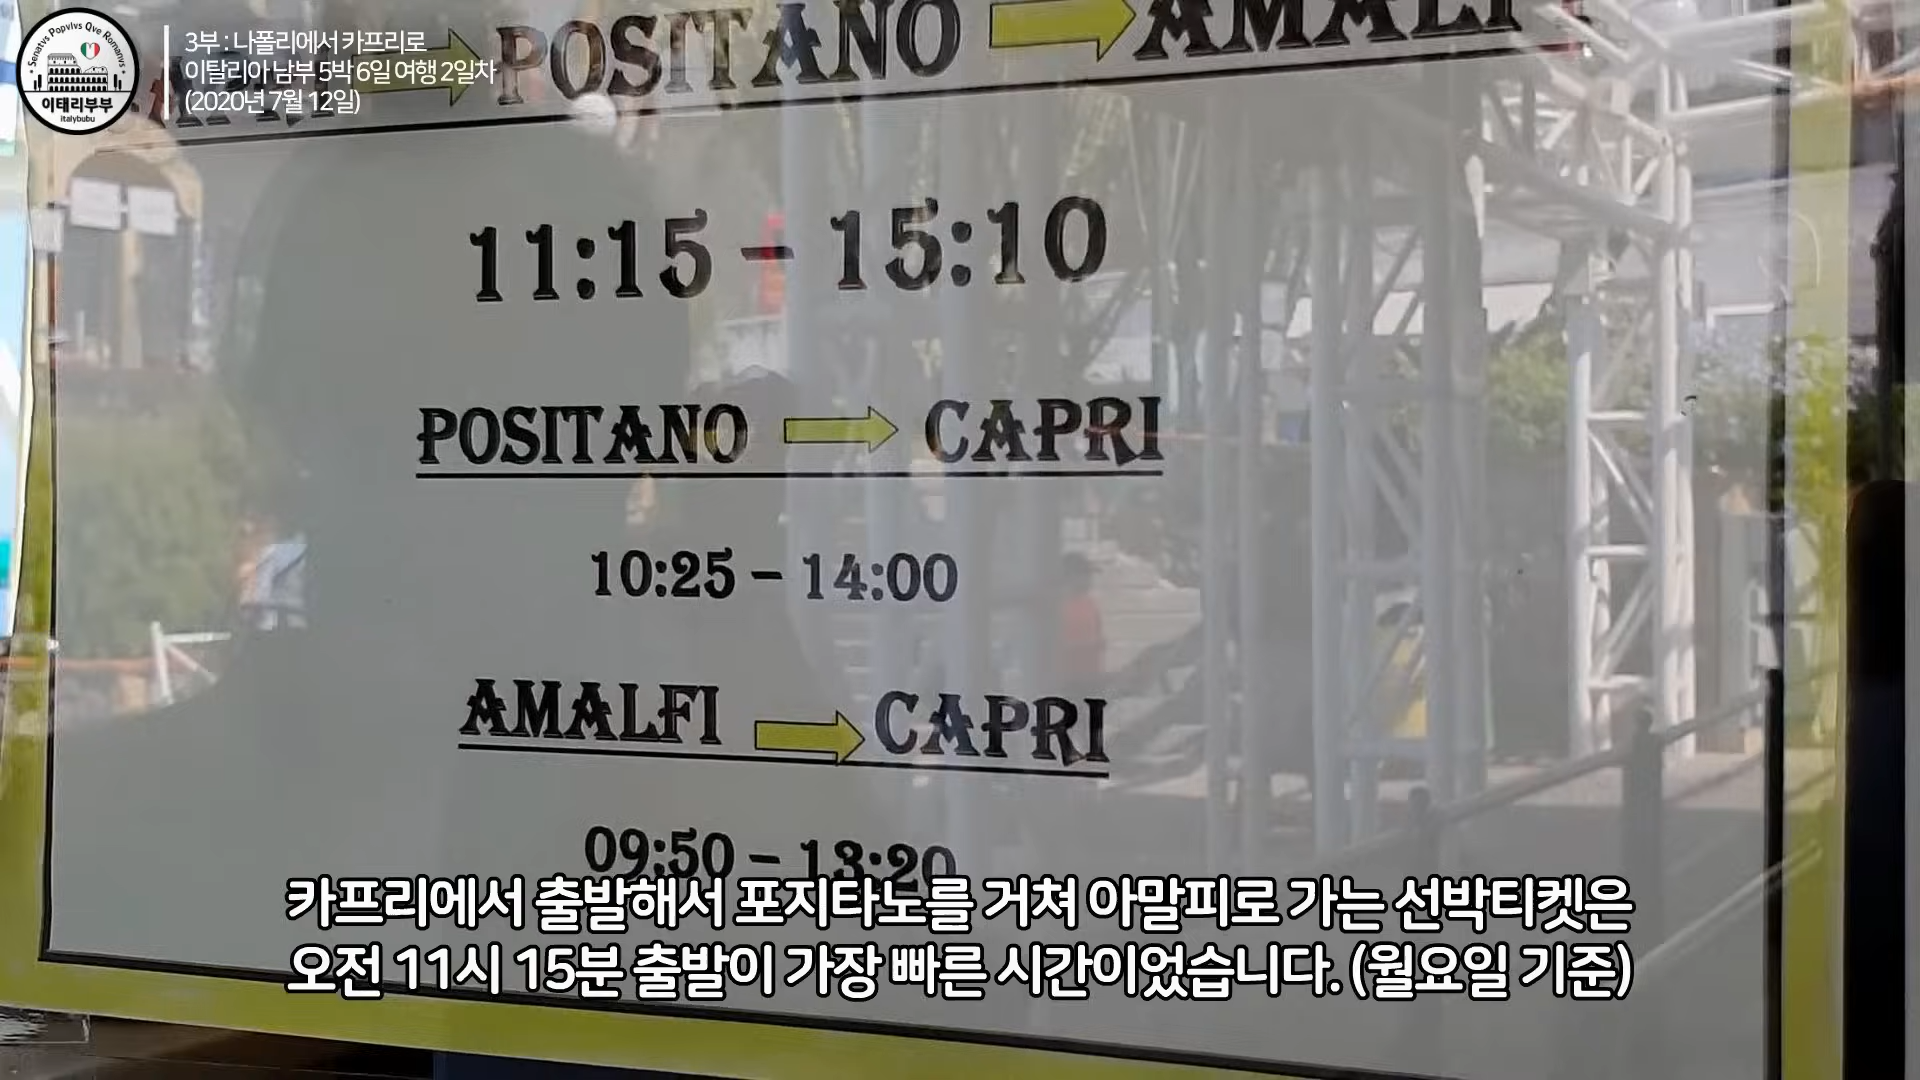 Senatvs Popvlvs Qve Romanvs
이태리부부
italybubu
3부 : 나폴리에서 카프리로
이탈리아 남부 5박 6일 여행 2일차
(2020년 7월 12일)
POSITANO AMALFI
11:15 – 15:10
POSITANO CAPRI
10:25 – 14:00
AMALFI CAPRI
09:50 – 13:20
카프리에서 출발해서 포지타노를 거쳐 아말피로 가는 선박티켓은
오전 11시 15분 출발이 가장 빠른 시간이었습니다. (월요일 기준)